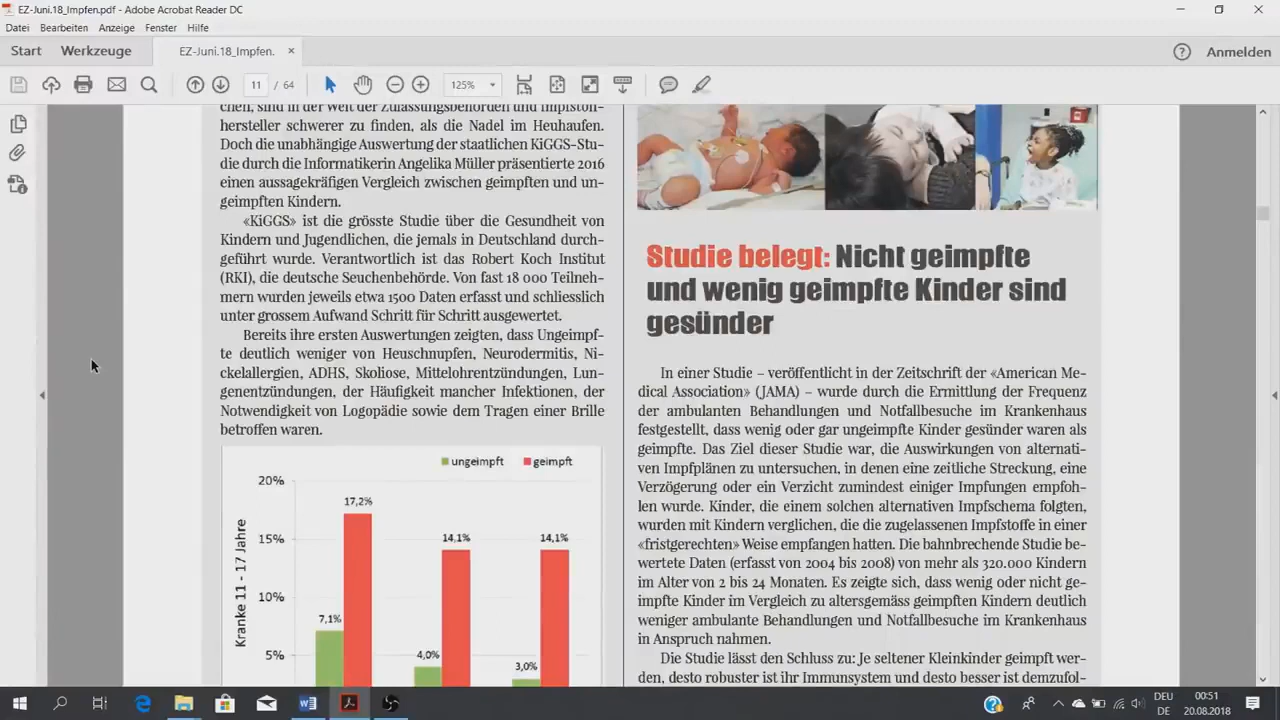 EZ-Juni.18_Impfen.pdf - Adobe Acrobat Reader DC
Datei Bearbeiten Anzeige Fenster Hilfe
Start Werkzeuge EZ-Juni.18_Impfen. × Anmelden
11 / 64 125%
chen, sind in der Welt der Zulassungsbehörden und Impfstoff-
hersteller schwerer zu finden, als die Nadel im Heuhaufen.
Doch die unabhängige Auswertung der staatlichen KiGGS-Stu-
die durch die Informatikerin Angelika Müller präsentierte 2016
einen aussagekräftigen Vergleich zwischen geimpften und un-
geimpften Kindern.
«KiGGS» ist die grösste Studie über die Gesundheit von
Kindern und Jugendlichen, die jemals in Deutschland durch-
geführt wurde. Verantwortlich ist das Robert Koch Institut
(RKI), die deutsche Seuchenbehörde. Von fast 18 000 Teilneh-
mern wurden jeweils etwa 1500 Daten erfasst und schliesslich
unter grossem Aufwand Schritt für Schritt ausgewertet.
Bereits ihre ersten Auswertungen zeigten, dass Ungeimpf-
te deutlich weniger von Heuschnupfen, Neurodermitis, Ni-
ckelallergien, ADHS, Skoliose, Mittelohrentzündungen, Lun-
genentzündungen, der Häufigkeit mancher Infektionen, der
Notwendigkeit von Logopädie sowie dem Tragen einer Brille
betroffen waren.
ungeimpft geimpft
20%
15%
10%
5%
Kranke 11 - 17 Jahre
7,1% 17,2% 4,0% 14,1% 3,0% 14,1%
Studie belegt: Nicht geimpfte
und wenig geimpfte Kinder sind
gesünder
In einer Studie – veröffentlicht in der Zeitschrift der «American Me-
dical Association» (JAMA) – wurde durch die Ermittlung der Frequenz
der ambulanten Behandlungen und Notfallbesuche im Krankenhaus
festgestellt, dass wenig oder gar ungeimpfte Kinder gesünder waren als
geimpfte. Das Ziel dieser Studie war, die Auswirkungen von alternati-
ven Impfplänen zu untersuchen, in denen eine zeitliche Streckung, eine
Verzögerung oder ein Verzicht zumindest einiger Impfungen empfoh-
len wurde. Kinder, die einem solchen alternativen Impfschema folgten,
wurden mit Kindern verglichen, die die zugelassenen Impfstoffe in einer
«fristgerechten» Weise empfangen hatten. Die bahnbrechende Studie be-
wertete Daten (erfasst von 2004 bis 2008) von mehr als 320.000 Kindern
im Alter von 2 bis 24 Monaten. Es zeigte sich, dass wenig oder nicht ge-
impfte Kinder im Vergleich zu altersgemäss geimpften Kindern deutlich
weniger ambulante Behandlungen und Notfallbesuche im Krankenhaus
in Anspruch nahmen.
Die Studie lässt den Schluss zu: Je seltener Kleinkinder geimpft wer-
den, desto robuster ist ihr Immunsystem und desto besser ist demzufol-
DEU 00:51
DE 20.08.2018